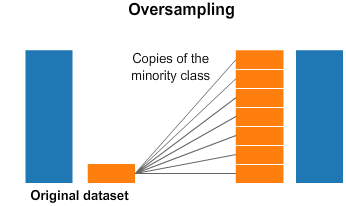 Oversampling
Copies of the
minority class
Original dataset